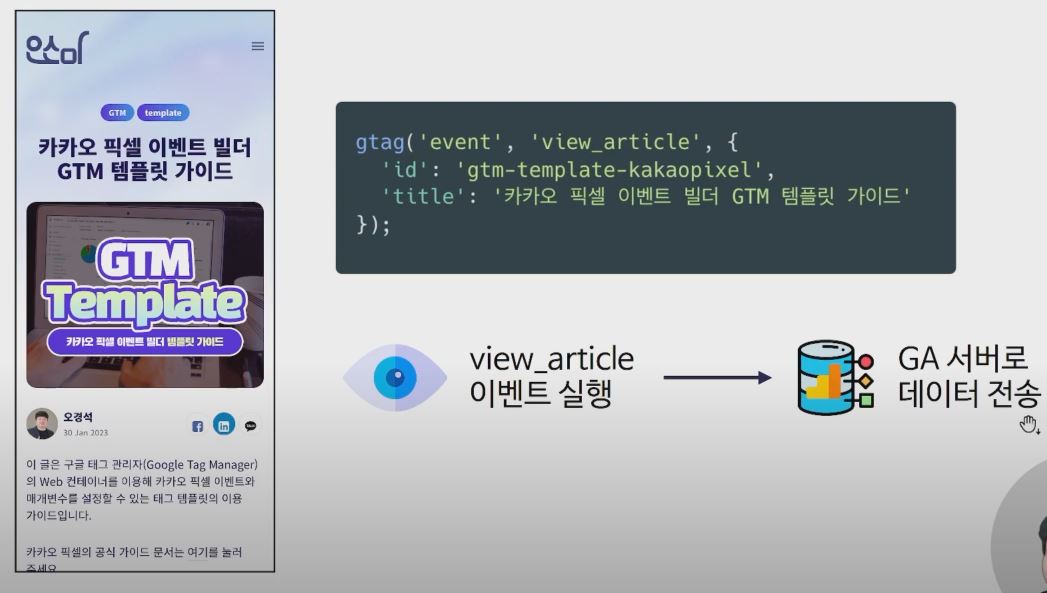 요소미
GTM template
카카오 픽셀 이벤트 빌더
GTM 템플릿 가이드
GTM
Template
카카오 픽셀 이벤트 빌더 템플릿 가이드
오경석
30 Jan 2023
이 글은 구글 태그 관리자(Google Tag Manager)
의 Web 컨테이너를 이용해 카카오 픽셀 이벤트와
매개변수를 설정할 수 있는 태그 템플릿의 이용
가이드입니다.
카카오 픽셀의 공식 가이드 문서는 여기를 눌러
주세요
gtag('event', 'view_article', {
'id': 'gtm-template-kakaopixel',
'title': '카카오 픽셀 이벤트 빌더 GTM 템플릿 가이드'
});
view_article
이벤트 실행
GA 서버로
데이터 전송